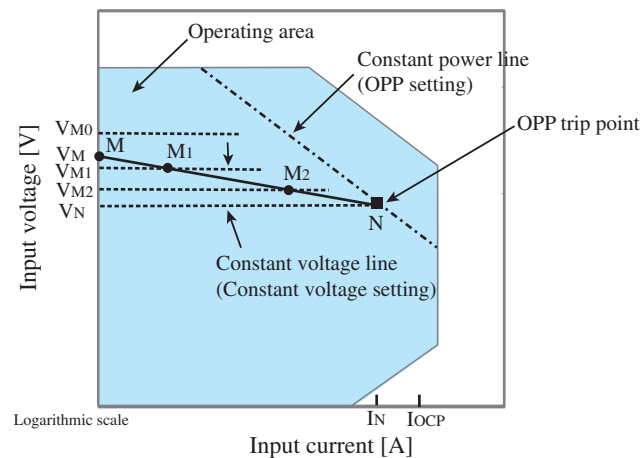 Operating area
Constant power line
(OPP setting)
OPP trip point
VM0
M
VM
M1
VM1
M2
VM2
VN
N
Constant voltage line
(Constant voltage setting)
Input voltage [V]
Logarithmic scale
IN
IOCP
Input current [A]